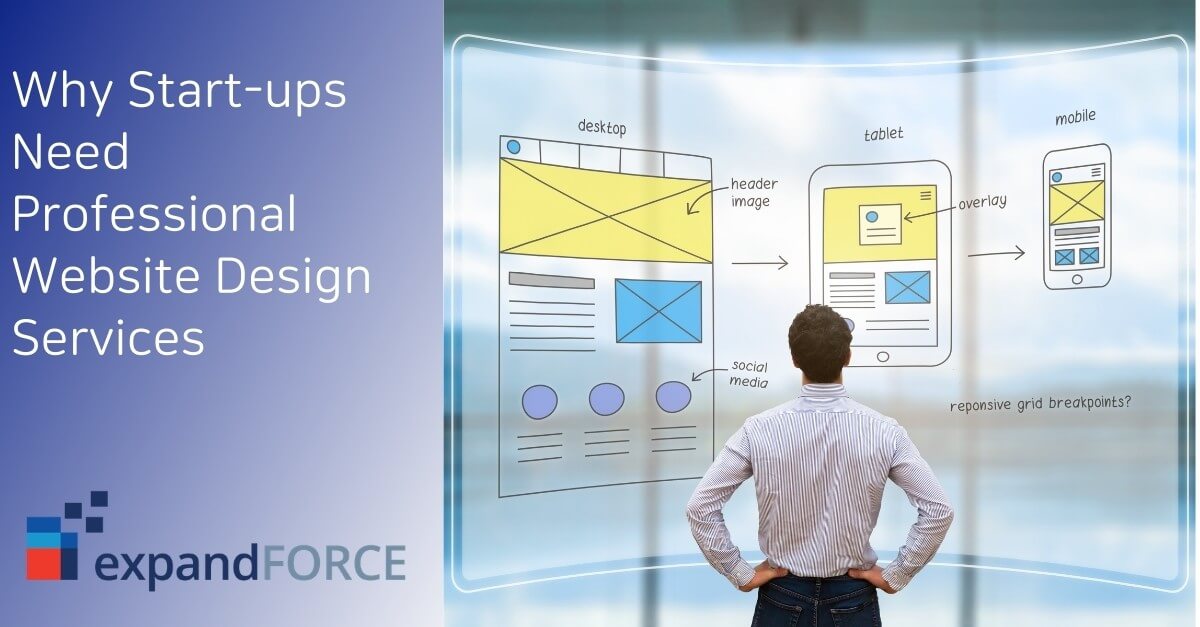 Why Start-ups
Need
Professional
Website Design
Services
expandFORCE
desktop
header
image
social
media
tablet
overlay
mobile
reponsive grid breakpoints?